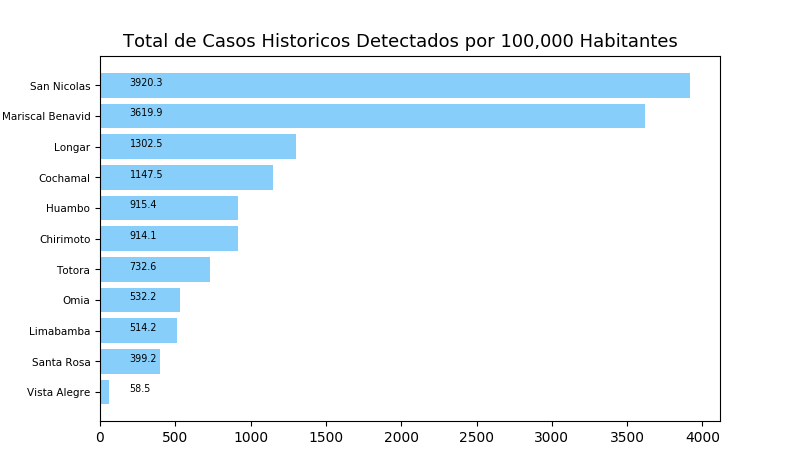 Total de Casos Historicos Detectados por 100,000 Habitantes
San Nicolas 3920.3
Mariscal Benavid 3619.9
Longar 1302.5
Cochamal 1147.5
Huambo 915.4
Chirimoto 914.1
Totora 732.6
Omia 532.2
Limabamba 514.2
Santa Rosa 399.2
Vista Alegre 58.5
0 500 1000 1500 2000 2500 3000 3500 4000